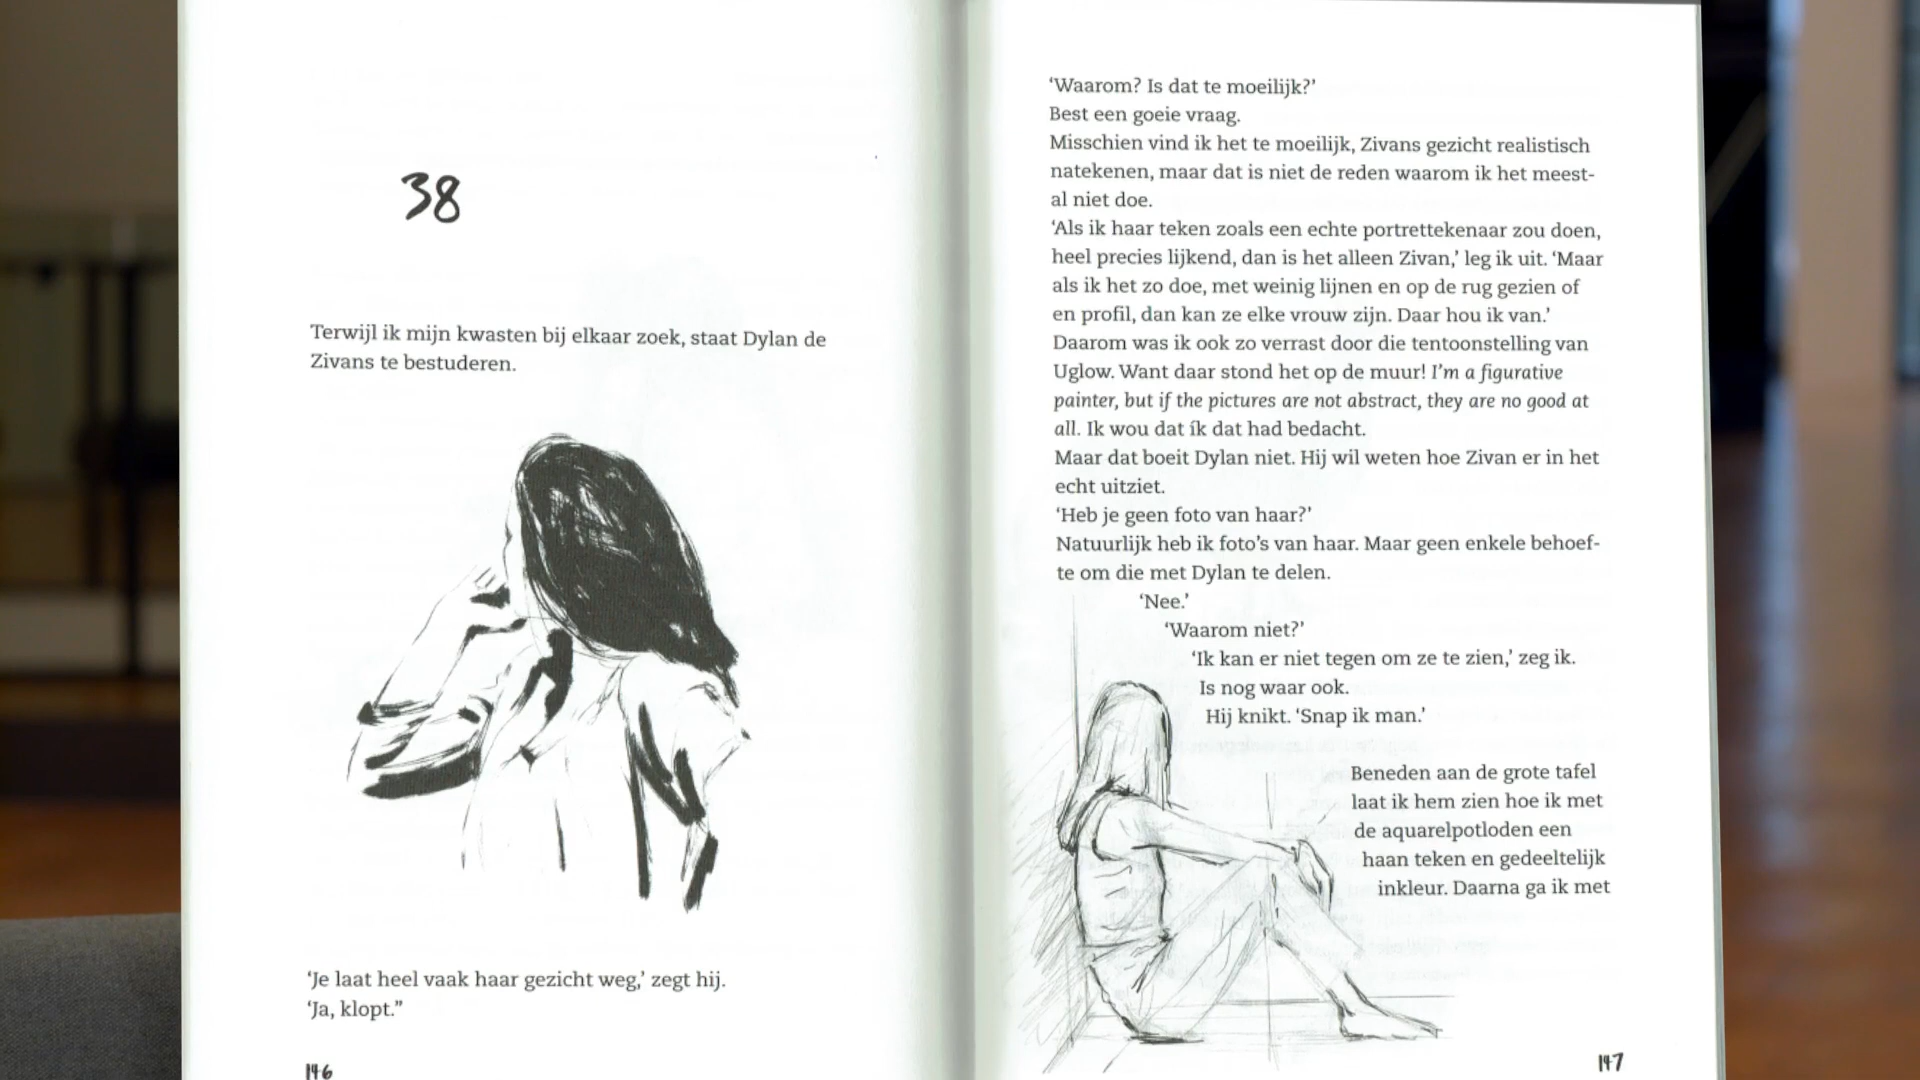 38
Terwijl ik mijn kwasten bij elkaar zoek, staat Dylan de
Zivans te bestuderen.
‘Je laat heel vaak haar gezicht weg,’ zegt hij.
‘Ja, klopt.”
146
‘Waarom? Is dat te moeilijk?’
Best een goeie vraag.
Misschien vind ik het te moeilijk, Zivans gezicht realistisch
natekenen, maar dat is niet de reden waarom ik het meest-
al niet doe.
‘Als ik haar teken zoals een echte portrettekenaar zou doen,
heel precies lijkend, dan is het alleen Zivan,’ leg ik uit. ‘Maar
als ik het zo doe, met weinig lijnen en op de rug gezien of
en profil, dan kan ze elke vrouw zijn. Daar hou ik van.’
Daarom was ik ook zo verrast door die tentoonstelling van
Uglow. Want daar stond het op de muur! I’m a figurative
painter, but if the pictures are not abstract, they are no good at
all. Ik wou dat ík dat had bedacht.
Maar dat boeit Dylan niet. Hij wil weten hoe Zivan er in het
echt uitziet.
‘Heb je geen foto van haar?’
Natuurlijk heb ik foto’s van haar. Maar geen enkele behoef-
te om die met Dylan te delen.
‘Nee.’
‘Waarom niet?’
‘Ik kan er niet tegen om ze te zien,’ zeg ik.
Is nog waar ook.
Hij knikt. ‘Snap ik man.’
Beneden aan de grote tafel
laat ik hem zien hoe ik met
de aquarelpotloden een
haan teken en gedeeltelijk
inkleur. Daarna ga ik met
147